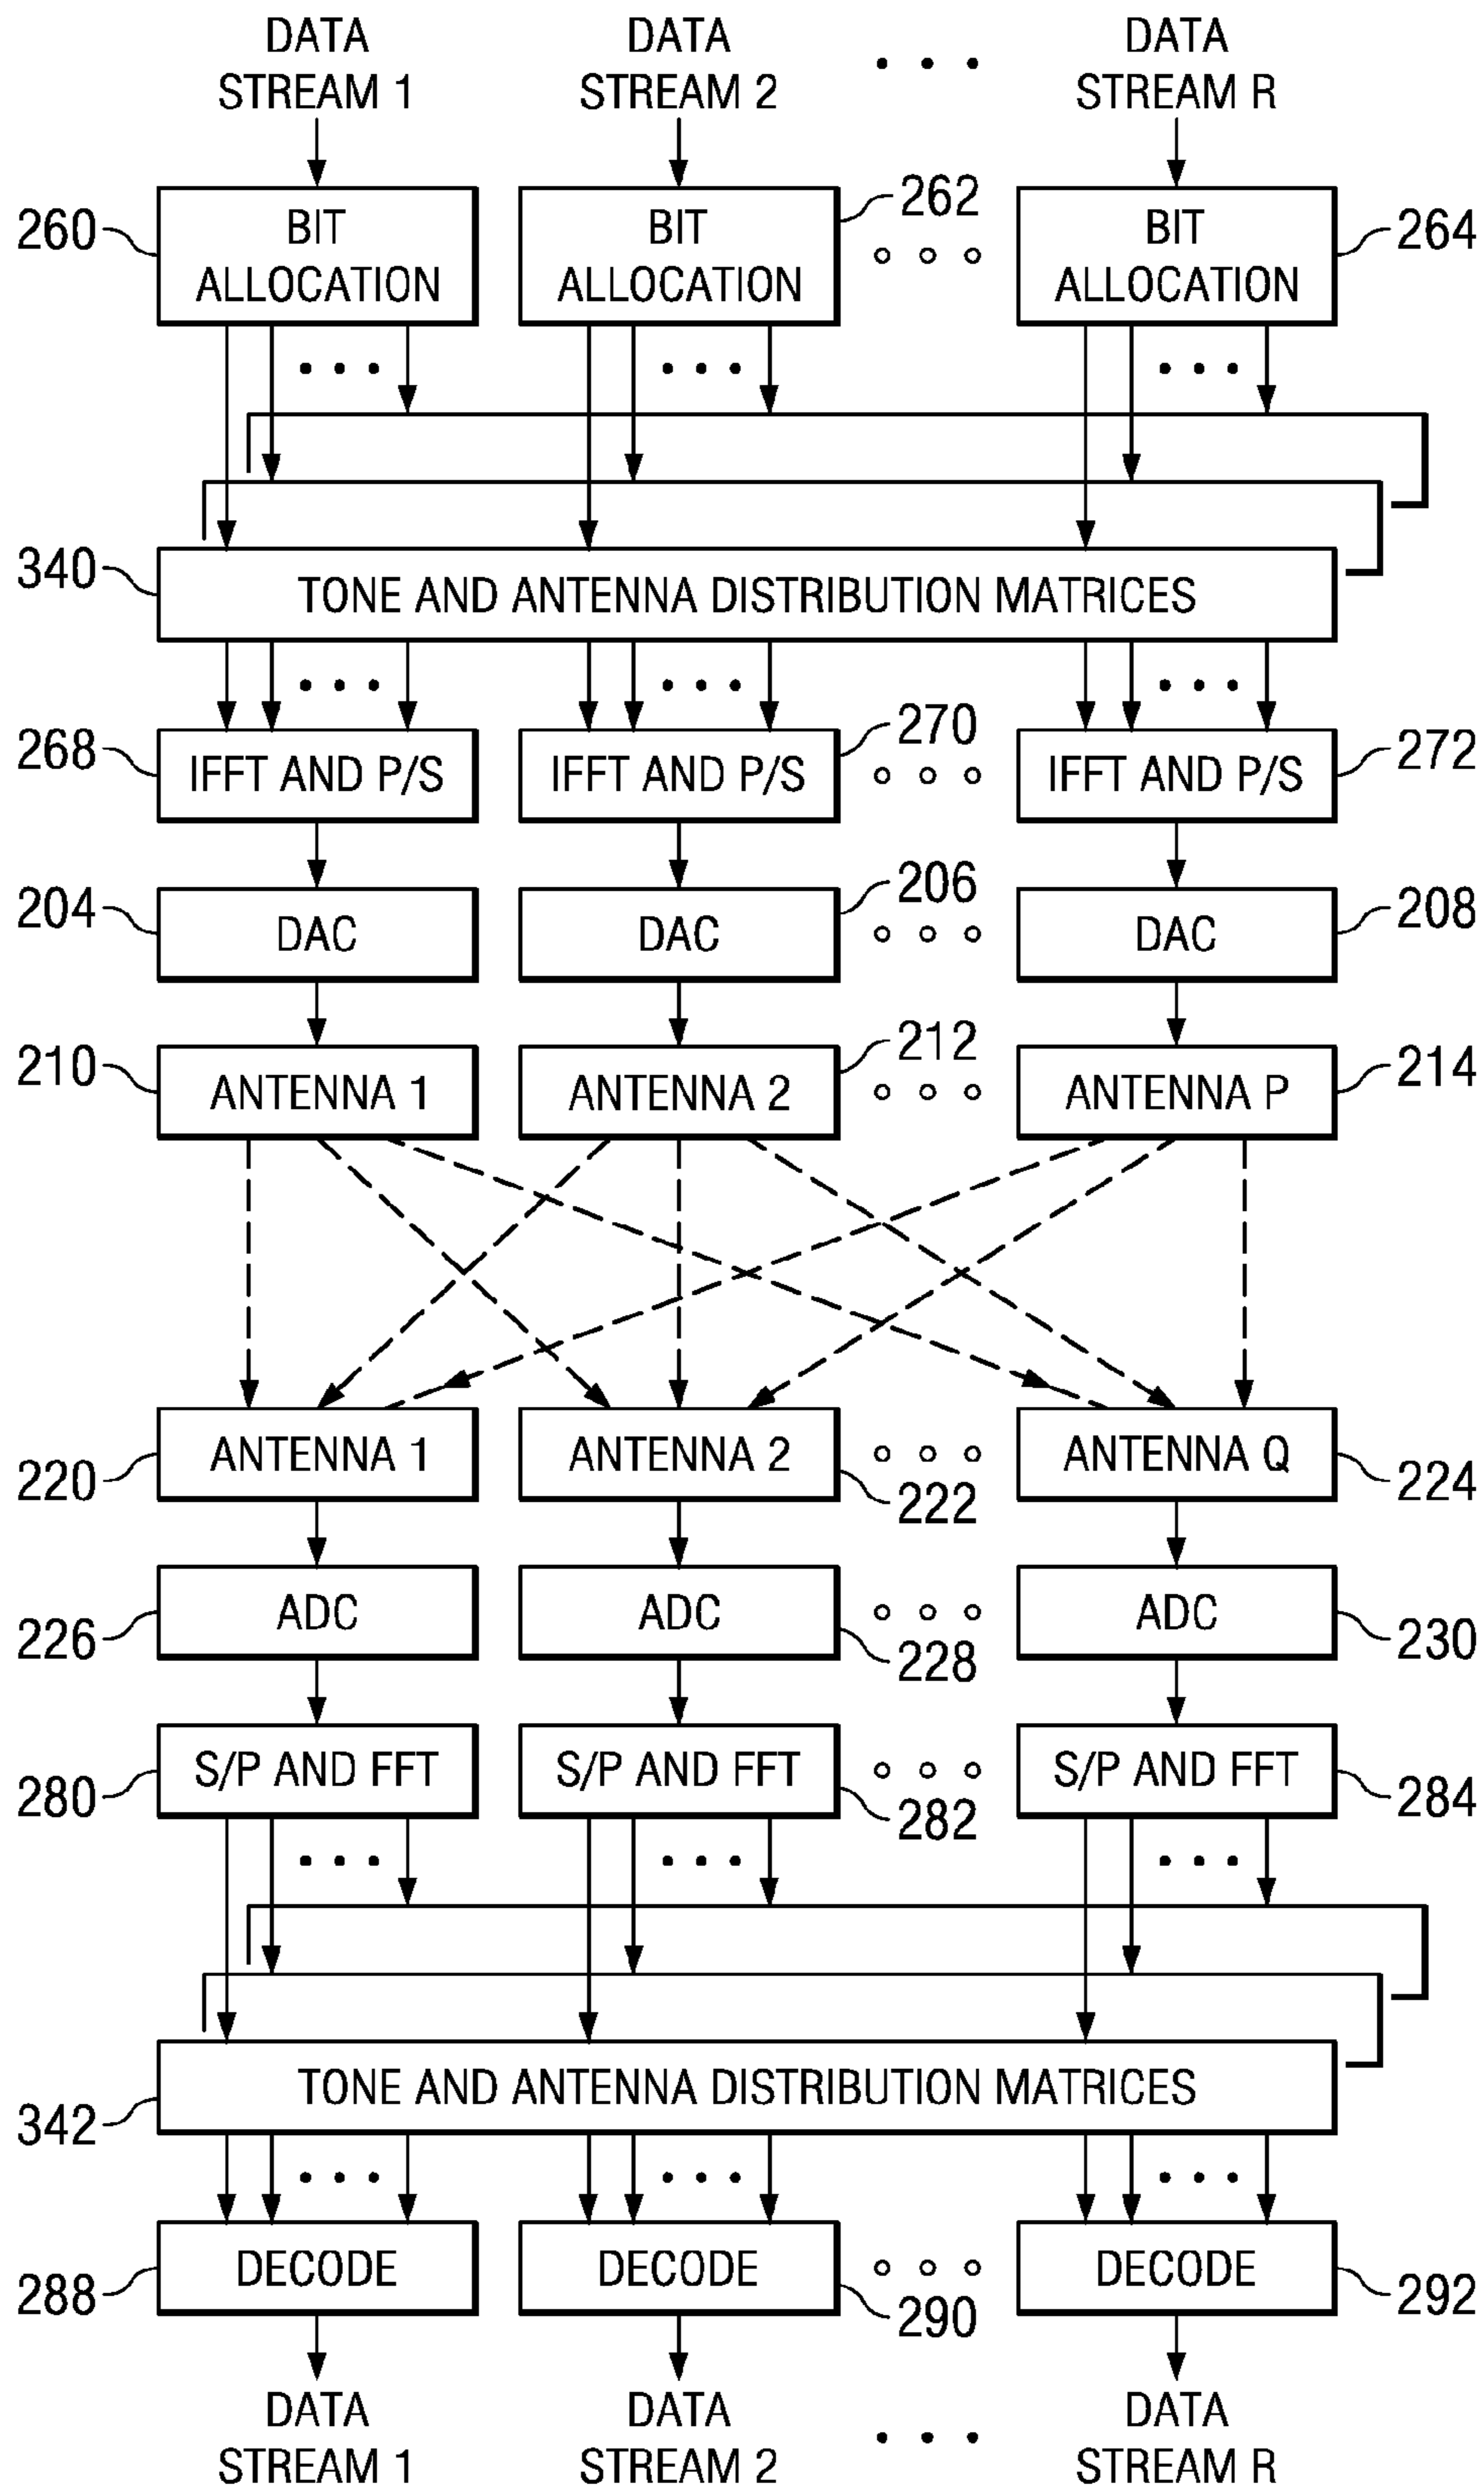 DATA STREAM 1
DATA STREAM 2
DATA STREAM R
260
BIT ALLOCATION
BIT ALLOCATION
262
BIT ALLOCATION
264
340
TONE AND ANTENNA DISTRIBUTION MATRICES
268
IFFT AND P/S
IFFT AND P/S
270
IFFT AND P/S
272
204
DAC
DAC
206
DAC
208
210
ANTENNA 1
ANTENNA 2
212
ANTENNA P
214
220
ANTENNA 1
ANTENNA 2
222
ANTENNA Q
224
226
ADC
ADC
228
ADC
230
280
S/P AND FFT
S/P AND FFT
282
S/P AND FFT
284
342
TONE AND ANTENNA DISTRIBUTION MATRICES
288
DECODE
DECODE
290
DECODE
292
DATA STREAM 1
DATA STREAM 2
DATA STREAM R